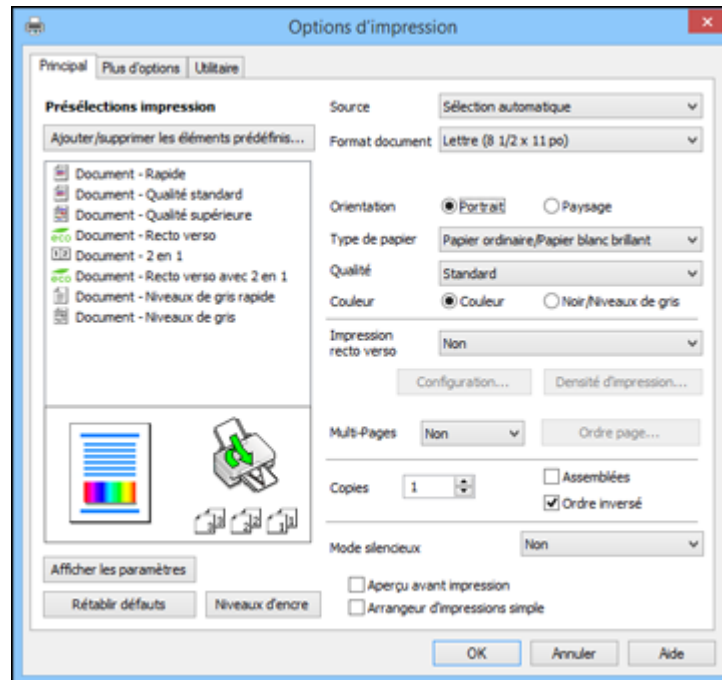 Options d'impression
Principal
Plus d'options
Utilitaire
Présélections impression
Ajouter/supprimer les éléments prédéfinis...
Document - Rapide
Document - Qualité standard
Document - Qualité supérieure
eco Document - Recto verso
Document - 2 en 1
eco Document - Recto verso avec 2 en 1
Document - Niveaux de gris rapide
Document - Niveaux de gris
Afficher les paramètres
Rétablir défauts
Niveaux d'encre
Source
Sélection automatique
Format document
Lettre (8 1/2 x 11 po)
Orientation
Portrait
Paysage
Type de papier
Papier ordinaire/Papier blanc brillant
Qualité
Standard
Couleur
Couleur
Noir/Niveaux de gris
Impression
recto verso
Non
Configuration...
Densité d'impression...
Multi-Pages
Non
Ordre page...
Copies
1
Assemblées
Ordre inversé
Mode silencieux
Non
Aperçu avant impression
Arrangeur d'impressions simple
OK
Annuler
Aide